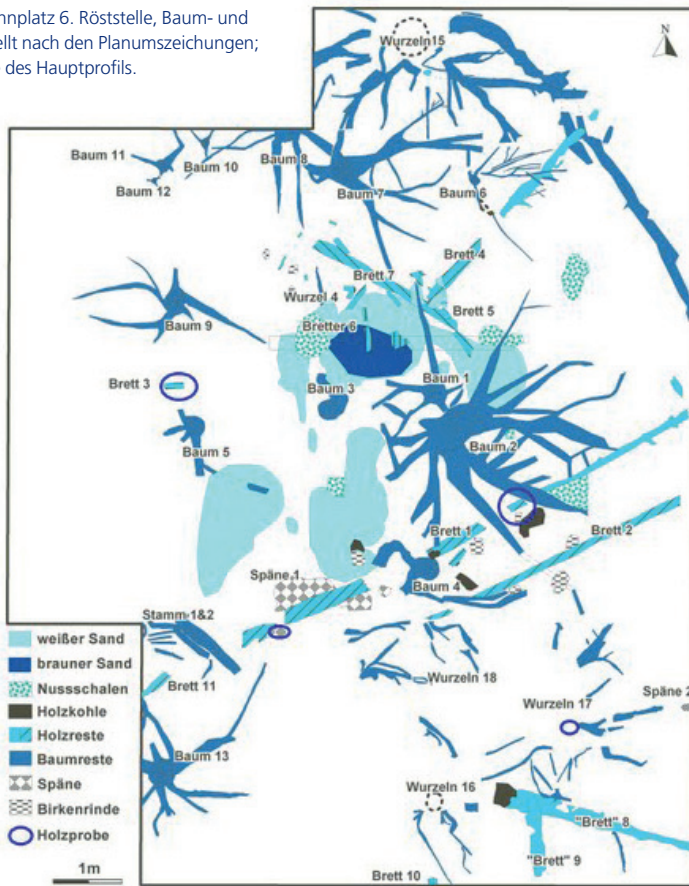 nnplatz 6. Röststelle, Baum- und
ellt nach den Planumszeichnungen;
des Hauptprofils.
Wurzeln 15
N
Baum 11
Baum 10
Baum 8
Baum 12
Baum 7
Baum 6
Brett 4
Brett 7
Wurzel 4
Brett 5
Baum 9
Bretter 6
Brett 3
Baum 3
Baum 1
Baum 5
Baum 2
Brett 1
Brett 2
Späne 1
Baum 4
Stamm 1&2
weißer Sand
brauner Sand
Nussschalen
Holzkohle
Holzreste
Baumreste
Späne
Birkenrinde
Holzprobe
1m
Brett 11
Wurzeln 18
Wurzeln 17
Späne 2
Baum 13
Wurzeln 16
"Brett" 8
"Brett" 9
Brett 10